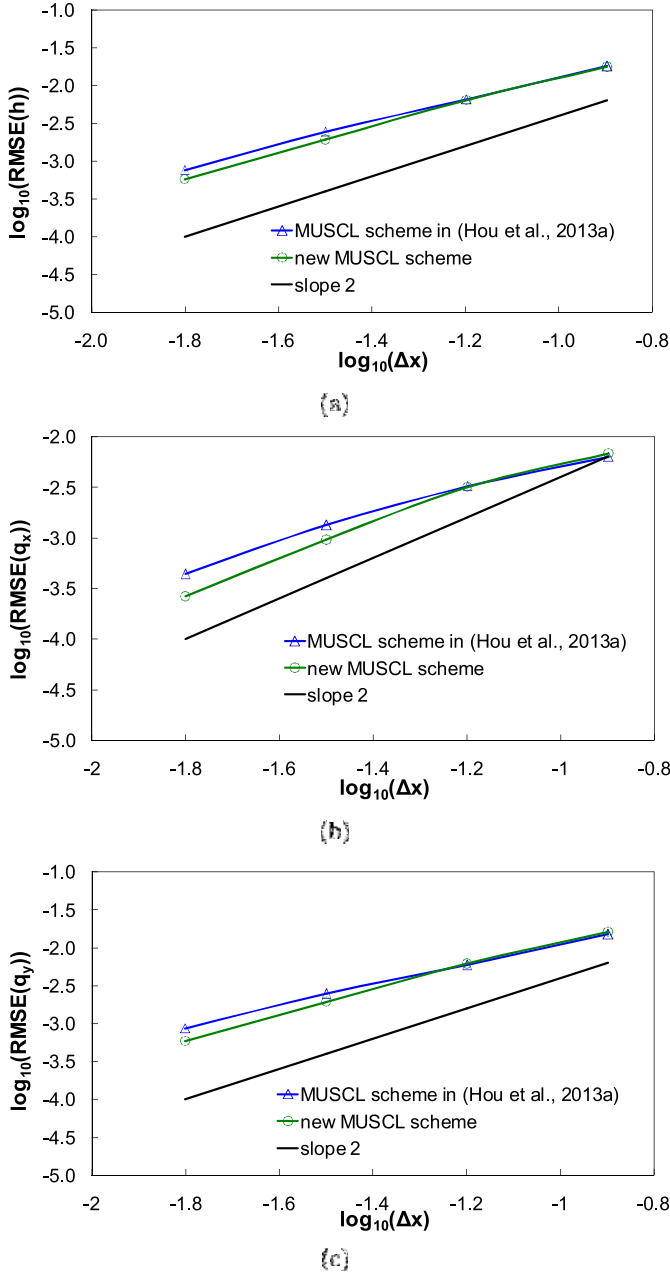 -1.0
-1.5
-2.0
-2.5
-3.0
-3.5
-4.0
-4.5
-5.0
log10(RMSE(h))
MUSCL scheme in (Hou et al., 2013a)
new MUSCL scheme
slope 2
-2.0 -1.8 -1.6 -1.4 -1.2 -1.0 -0.8
log10(Δx)
(a)
-2.0
-2.5
-3.0
-3.5
-4.0
-4.5
-5.0
log10(RMSE(qx))
MUSCL scheme in (Hou et al., 2013a)
new MUSCL scheme
slope 2
-2 -1.8 -1.6 -1.4 -1.2 -1 -0.8
log10(Δx)
(b)
-1.0
-1.5
-2.0
-2.5
-3.0
-3.5
-4.0
-4.5
-5.0
log10(RMSE(qy))
MUSCL scheme in (Hou et al., 2013a)
new MUSCL scheme
slope 2
-2 -1.8 -1.6 -1.4 -1.2 -1 -0.8
log10(Δx)
(c)